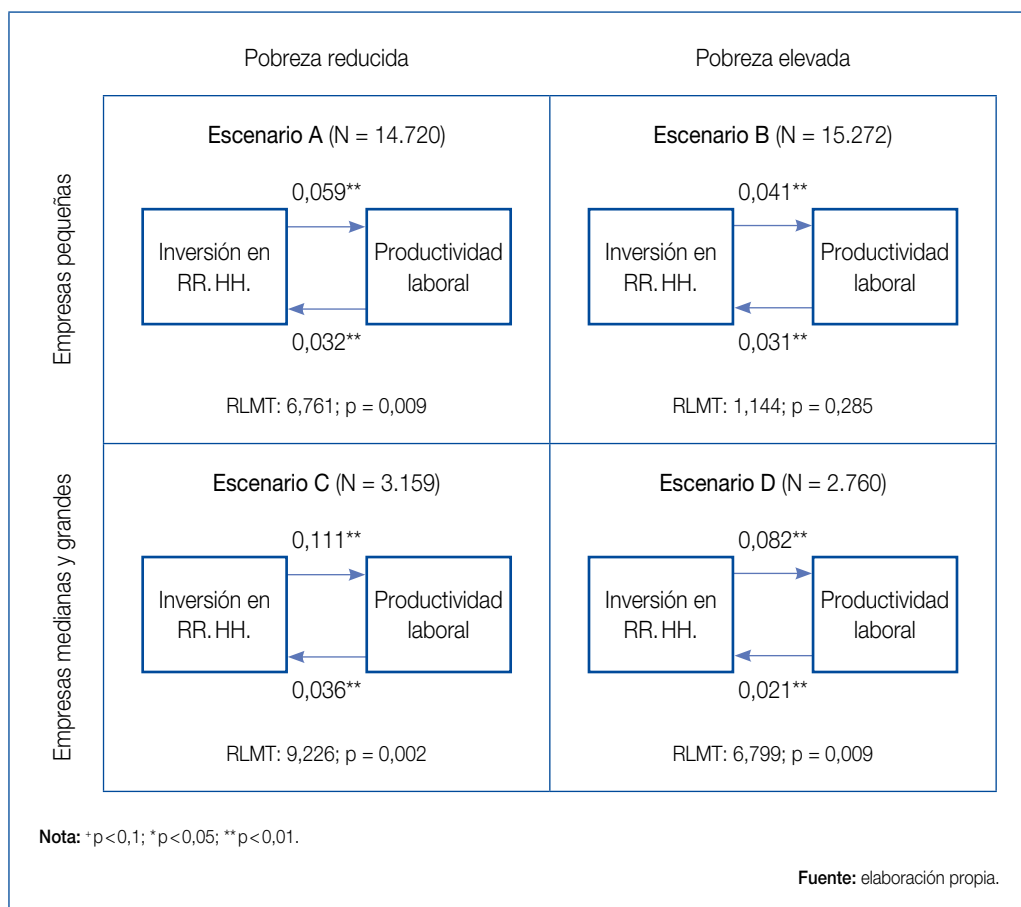 Pobreza reducida
Pobreza elevada
Empresas pequeñas
Escenario A (N = 14.720)
0,059**
Inversión en
RR. HH.
Productividad
laboral
0,032**
RLMT: 6,761; p = 0,009
Escenario B (N = 15.272)
0,041**
Inversión en
RR. HH.
Productividad
laboral
0,031**
RLMT: 1,144; p = 0,285
Empresas medianas y grandes
Escenario C (N = 3.159)
0,111**
Inversión en
RR. HH.
Productividad
laboral
0,036**
RLMT: 9,226; p = 0,002
Escenario D (N = 2.760)
0,082**
Inversión en
RR. HH.
Productividad
laboral
0,021**
RLMT: 6,799; p = 0,009
Nota: +p<0,1; *p<0,05; **p<0,01.
Fuente: elaboración propia.